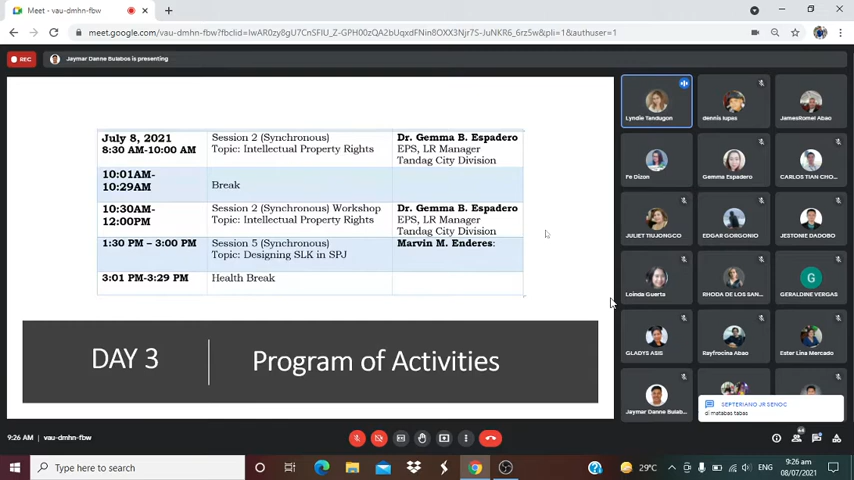 Meet - vau-dmhn-fbw
meet.google.com/vau-dmhn-fbw?fbclid=IwAR0zy8gU7CnSFlU_Z-GPH00zQA2bUqxdFNin8OXX3Njr7S-JuNKR6_6rz5w&pli=1&authuser=1
REC
Jaymar Danne Bulabos is presenting
July 8, 2021
8:30 AM-10:00 AM
Session 2 (Synchronous)
Topic: Intellectual Property Rights
Dr. Gemma B. Espadero
EPS, LR Manager
Tandag City Division
10:01AM-
10:29AM
Break
10:30AM-
12:00PM
Session 2 (Synchronous) Workshop
Topic: Intellectual Property Rights
Dr. Gemma B. Espadero
EPS, LR Manager
Tandag City Division
1:30 PM – 3:00 PM
Session 5 (Synchronous)
Topic: Designing SLK in SPJ
Marvin M. Enderes:
3:01 PM-3:29 PM
Health Break
DAY 3
Program of Activities
Lyndie Tandugon
dennis lupas
JamesRomel Abao
Fe Dizon
Gemma Espadero
CARLOS TIAN CHO...
JULIET TIUJONGCO
EDGAR GORGONIO
JESTONIE DADOBO
Loinda Guerta
RHODA DE LOS SAN...
G
GERALDINE VERGAS
GLADYS ASIS
Rayfrocina Abao
Ester Lina Mercado
Jaymar Danne Bulab...
SEPTERIANO JR SENOC
di matabas tabas
9:26 AM
vau-dmhn-fbw
Type here to search
29°C
ENG
9:26 am
08/07/2021